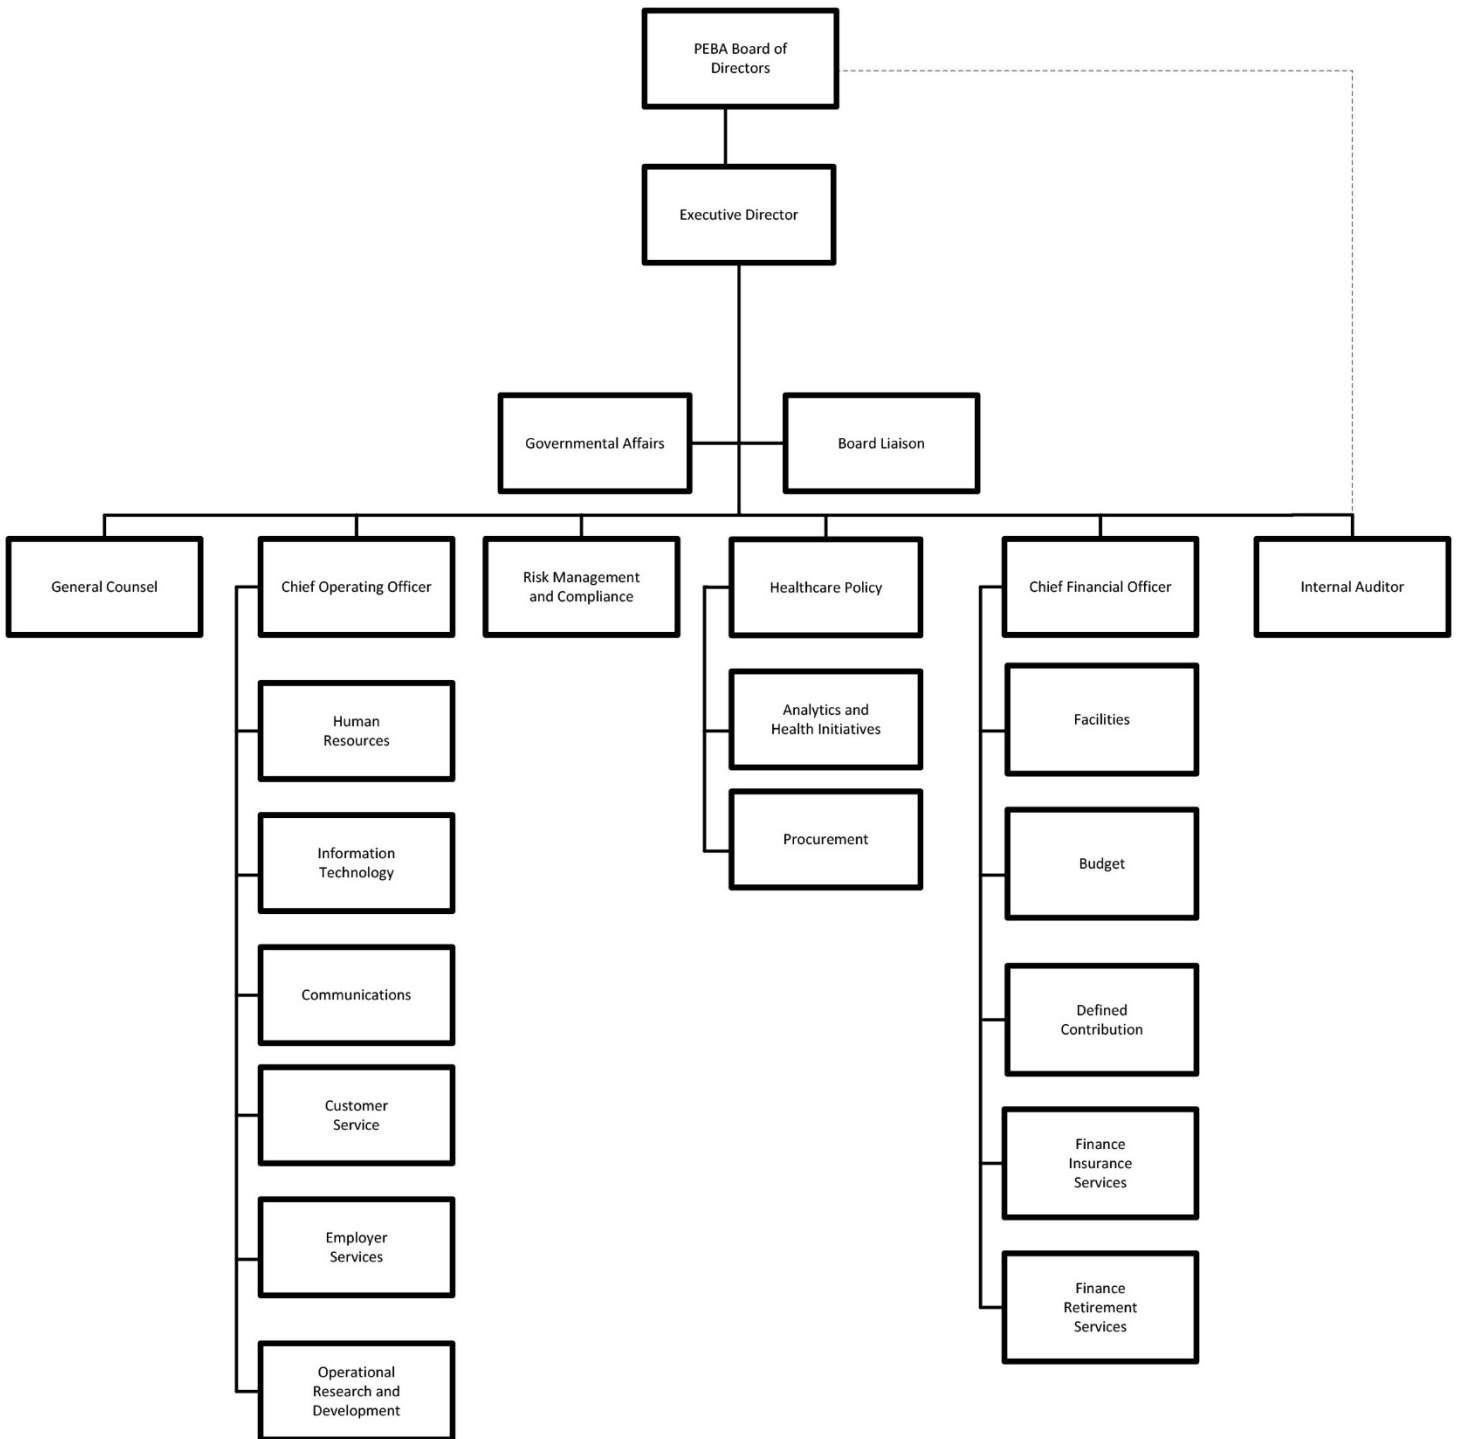 PEBA Board of
Directors
Executive Director
Governmental Affairs
Board Liaison
General Counsel
Chief Operating Officer
Risk Management
and Compliance
Healthcare Policy
Chief Financial Officer
Internal Auditor
Human
Resources
Information
Technology
Communications
Customer
Service
Employer
Services
Operational
Research and
Development
Analytics and
Health Initiatives
Procurement
Facilities
Budget
Defined
Contribution
Finance
Insurance
Services
Finance
Retirement
Services